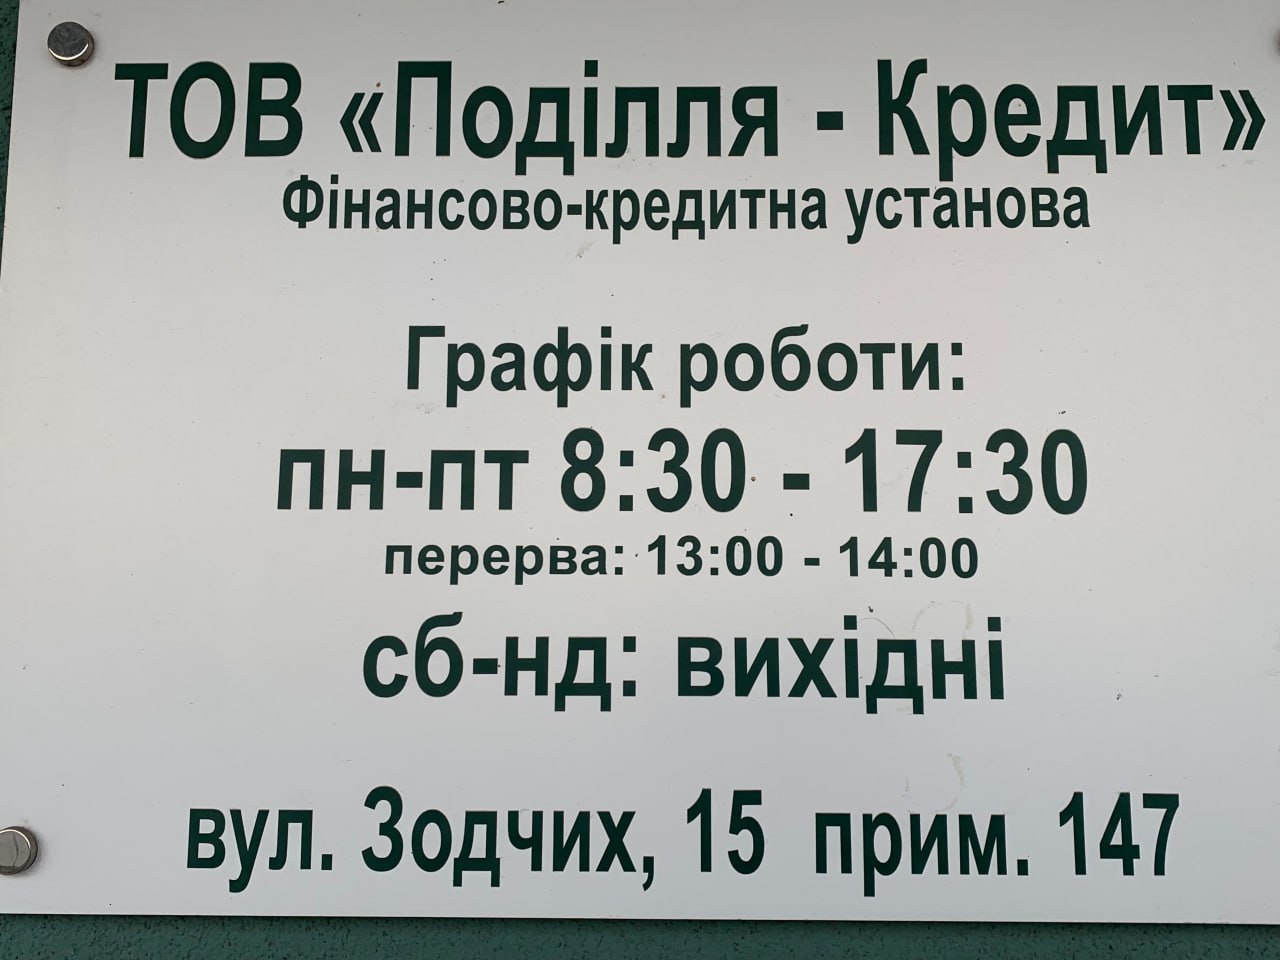 ТОВ «Поділля - Кредит»
Фінансово-кредитна установа
Графік роботи:
пн-пт 8:30 - 17:30
перерва: 13:00 - 14:00
сб-нд: вихідні
вул. Зодчих, 15 прим. 147